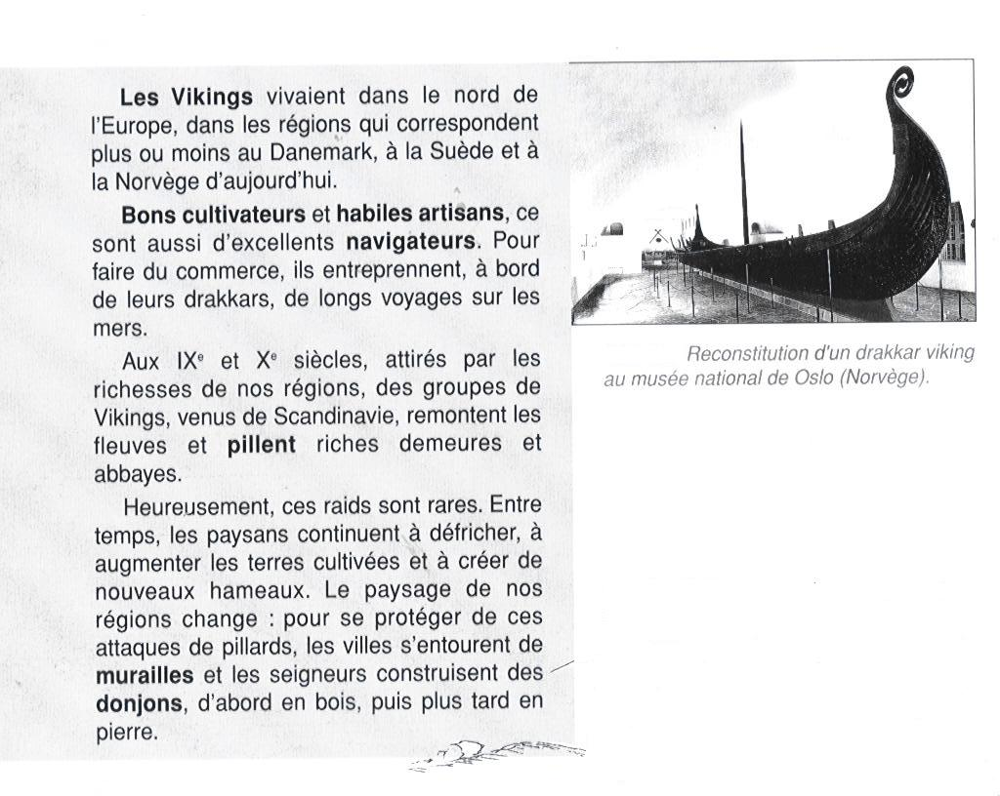 Les Vikings vivaient dans le nord de
l'Europe, dans les régions qui correspondent
plus ou moins au Danemark, à la Suède et à
la Norvège d'aujourd'hui.
Bons cultivateurs et habiles artisans, ce
sont aussi d'excellents navigateurs. Pour
faire du commerce, ils entreprennent, à bord
de leurs drakkars, de longs voyages sur les
mers.
Aux IXe et Xe siècles, attirés par les
richesses de nos régions, des groupes de
Vikings, venus de Scandinavie, remontent les
fleuves et pillent riches demeures et
abbayes.
Heureusement, ces raids sont rares. Entre
temps, les paysans continuent à défricher, à
augmenter les terres cultivées et à créer de
nouveaux hameaux. Le paysage de nos
régions change : pour se protéger de ces
attaques de pillards, les villes s'entourent de
murailles et les seigneurs construisent des
donjons, d'abord en bois, puis plus tard en
pierre.
Reconstitution d'un drakkar viking
au musée national de Oslo (Norvège).